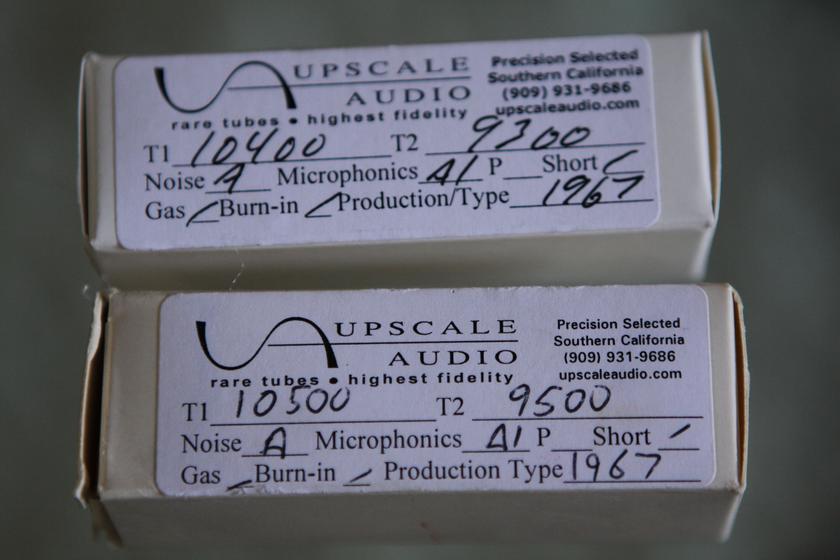 UPSCALE
AUDIO
rare tubes • highest fidelity
Precision Selected
Southern California
(909) 931-9686
upscaleaudio.com
T1 10400 T2 9300
Noise A Microphonics A1 P Short ✓
Gas / Burn-in / Production/Type 1967
UPSCALE
AUDIO
rare tubes • highest fidelity
Precision Selected
Southern California
(909) 931-9686
upscaleaudio.com
T1 10500 T2 9500
Noise A Microphonics A1 P Short /
Gas / Burn-in / Production Type 1967